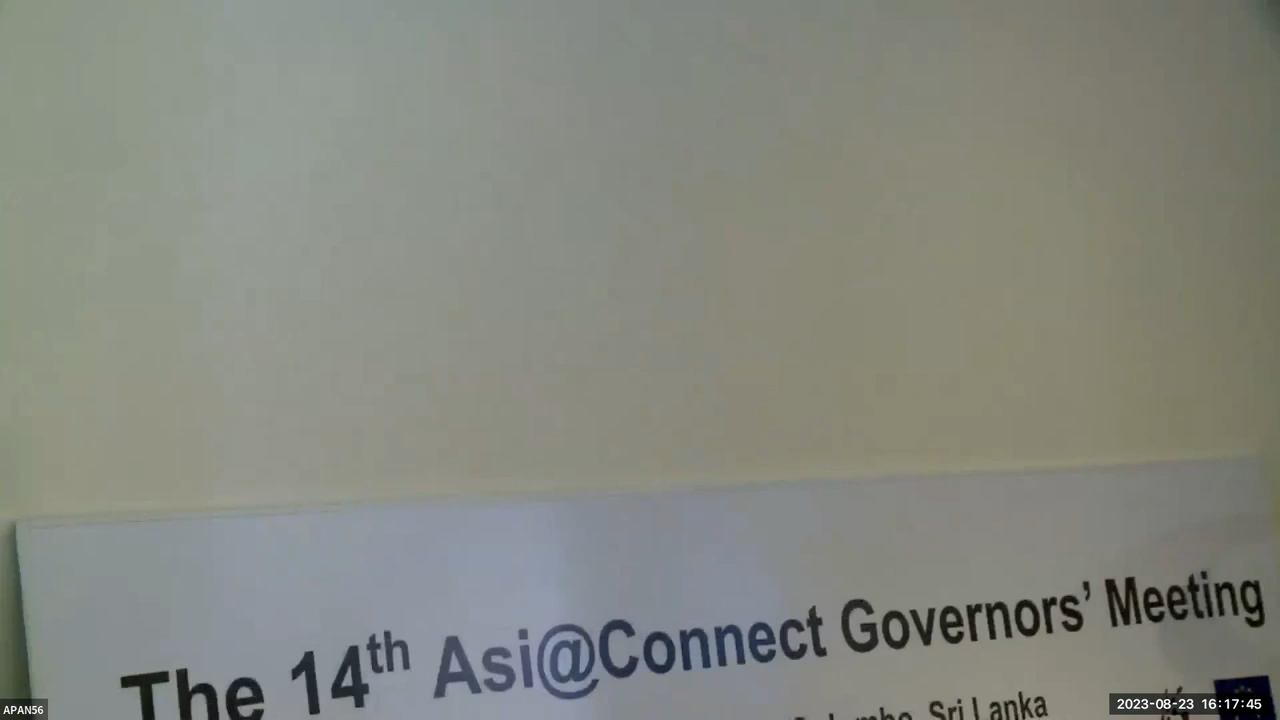 The 14th Asi@Connect Governors’ Meeting
Sri Lanka
APAN56
2023-08-23 16:17:45